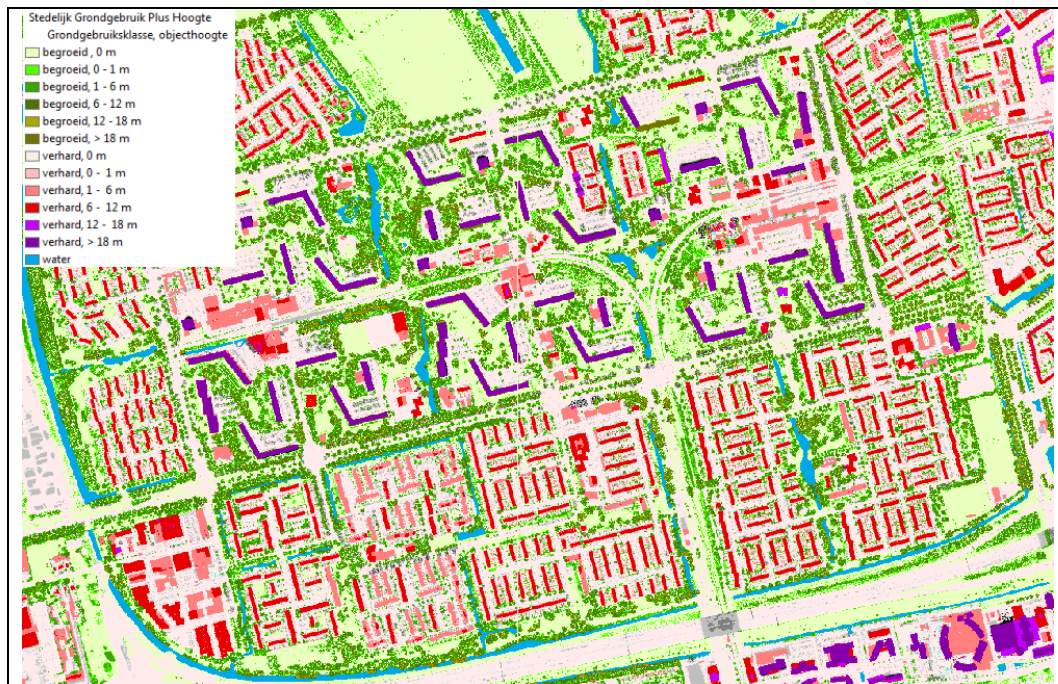 Stedelijk Grondgebruik Plus Hoogte
Grondgebruiksklasse, objecthoogte
begroeid , 0 m
begroeid, 0 - 1 m
begroeid, 1 - 6 m
begroeid, 6 - 12 m
begroeid, 12 - 18 m
begroeid, > 18 m
verhard, 0 m
verhard, 0 - 1 m
verhard, 1 - 6 m
verhard, 6 - 12 m
verhard, 12 - 18 m
verhard, > 18 m
water